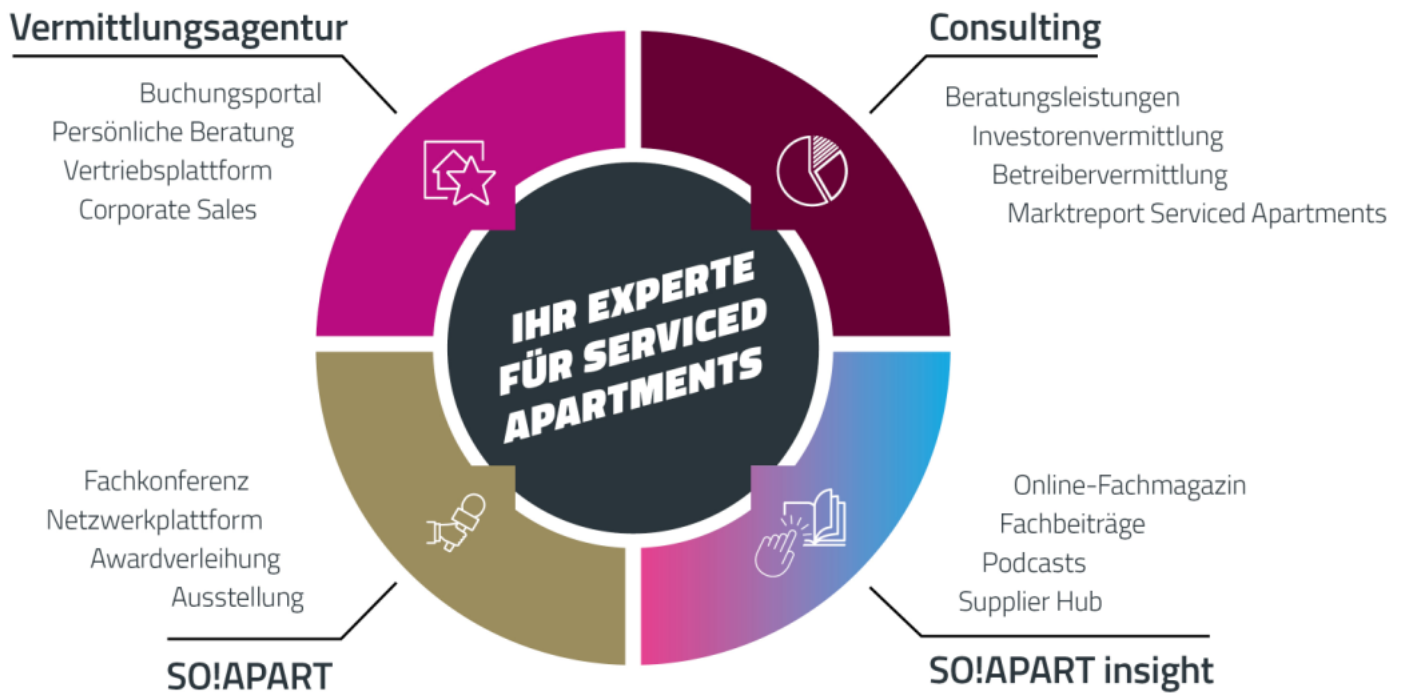 Vermittlungsagentur
Buchungsportal
Persönliche Beratung
Vertriebsplattform
Corporate Sales
Consulting
Beratungsleistungen
Investorenvermittlung
Betreibervermittlung
Marktreport Serviced Apartments
IHR EXPERTE
FÜR SERVICED
APARTMENTS
Fachkonferenz
Netzwerkplattform
Awardverleihung
Ausstellung
SO!APART
Online-Fachmagazin
Fachbeiträge
Podcasts
Supplier Hub
SO!APART insight